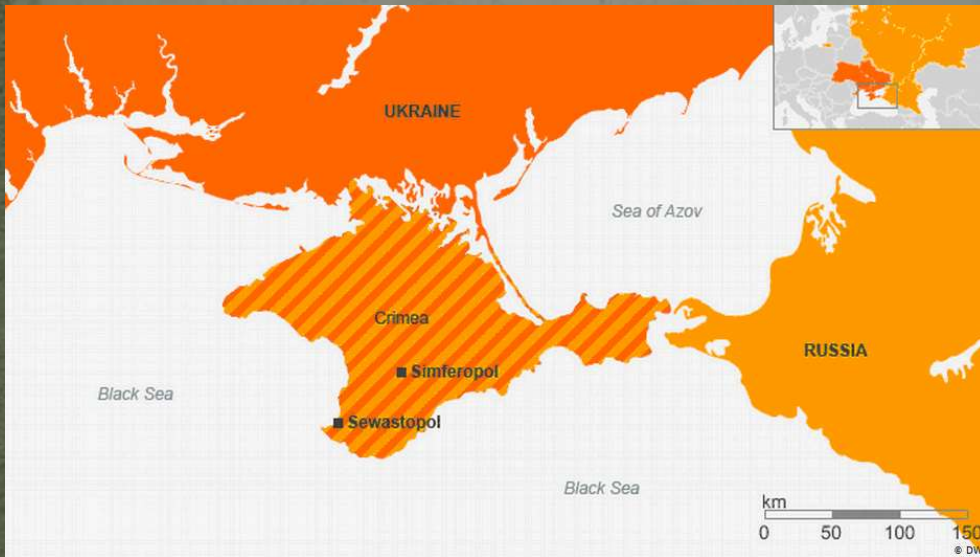 UKRAINE
Sea of Azov
Crimea
RUSSIA
Simferopol
Black Sea
Sewastopol
Black Sea
km
0 50 100 150